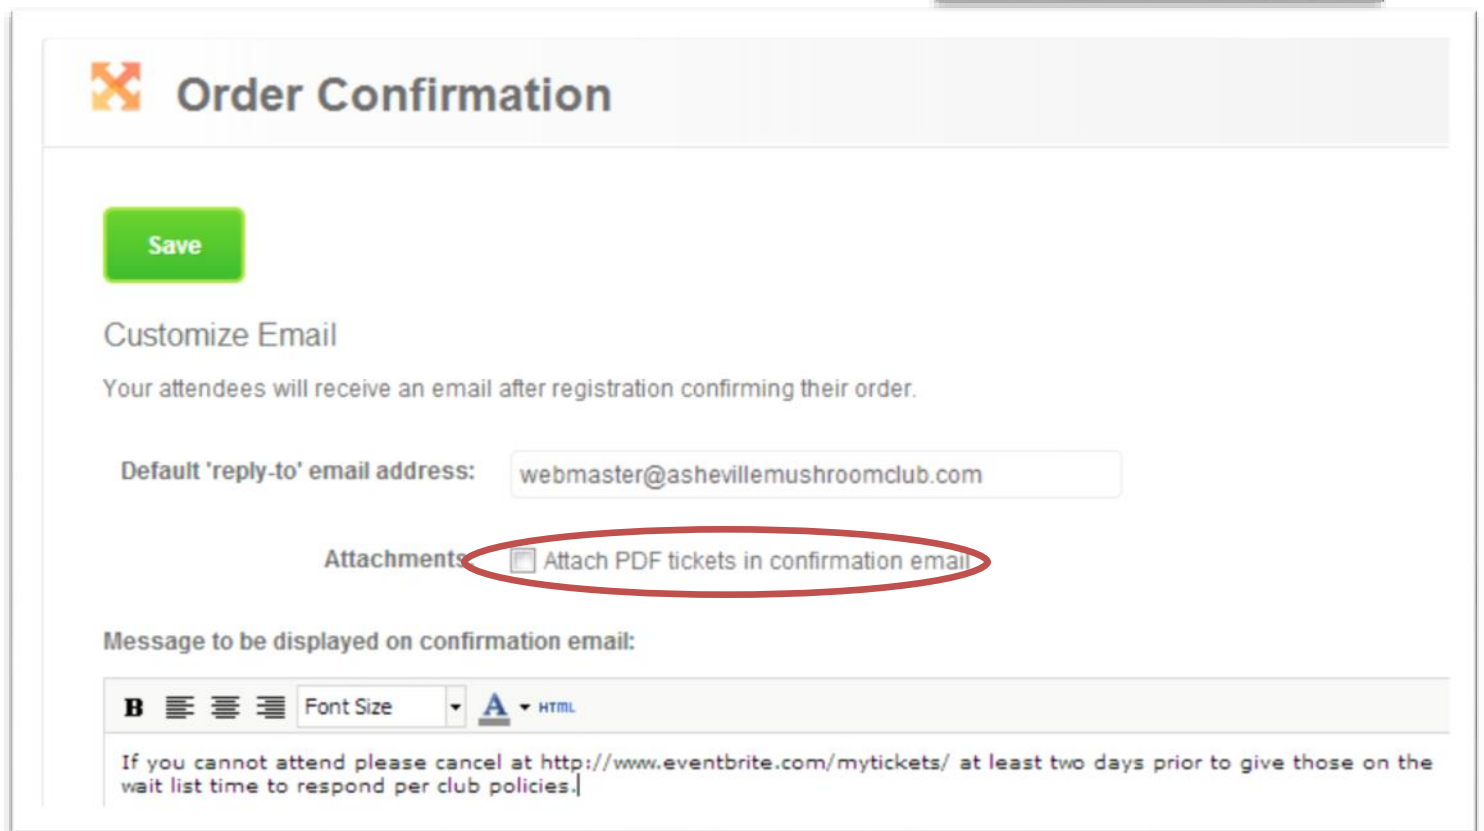 Order Confirmation
Save
Customize Email
Your attendees will receive an email after registration confirming their order.
Default 'reply-to' email address: webmaster@ashevillemushroomclub.com
Attachments: Attach PDF tickets in confirmation email
Message to be displayed on confirmation email:
B Font Size A HTML
If you cannot attend please cancel at http://www.eventbrite.com/mytickets/ at least two days prior to give those on the
wait list time to respond per club policies.